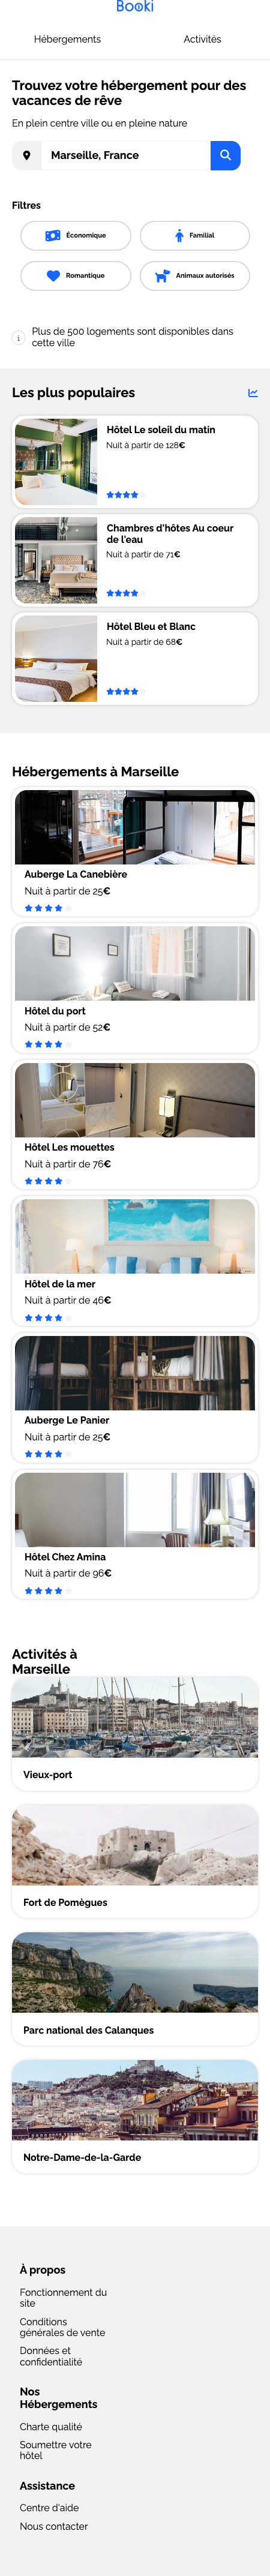 Booki
Hébergements
Activités
Trouvez votre hébergement pour des
vacances de rêve
En plein centre ville ou en pleine nature
Marseille, France
Filtres
Économique
Familial
Romantique
Animaux autorisés
i
Plus de 500 logements sont disponibles dans
cette ville
Les plus populaires
Hôtel Le soleil du matin
Nuit à partir de 128€
Chambres d'hôtes Au coeur
de l'eau
Nuit à partir de 71€
Hôtel Bleu et Blanc
Nuit à partir de 68€
Hébergements à Marseille
Auberge La Canebière
Nuit à partir de 25€
Hôtel du port
Nuit à partir de 52€
Hôtel Les mouettes
Nuit à partir de 76€
Hôtel de la mer
Nuit à partir de 46€
Auberge Le Panier
Nuit à partir de 25€
Hôtel Chez Amina
Nuit à partir de 96€
Activités à
Marseille
Vieux-port
Fort de Pomègues
Parc national des Calanques
Notre-Dame-de-la-Garde
À propos
Fonctionnement du
site
Conditions
générales de vente
Données et
confidentialité
Nos
Hébergements
Charte qualité
Soumettre votre
hôtel
Assistance
Centre d'aide
Nous contacter